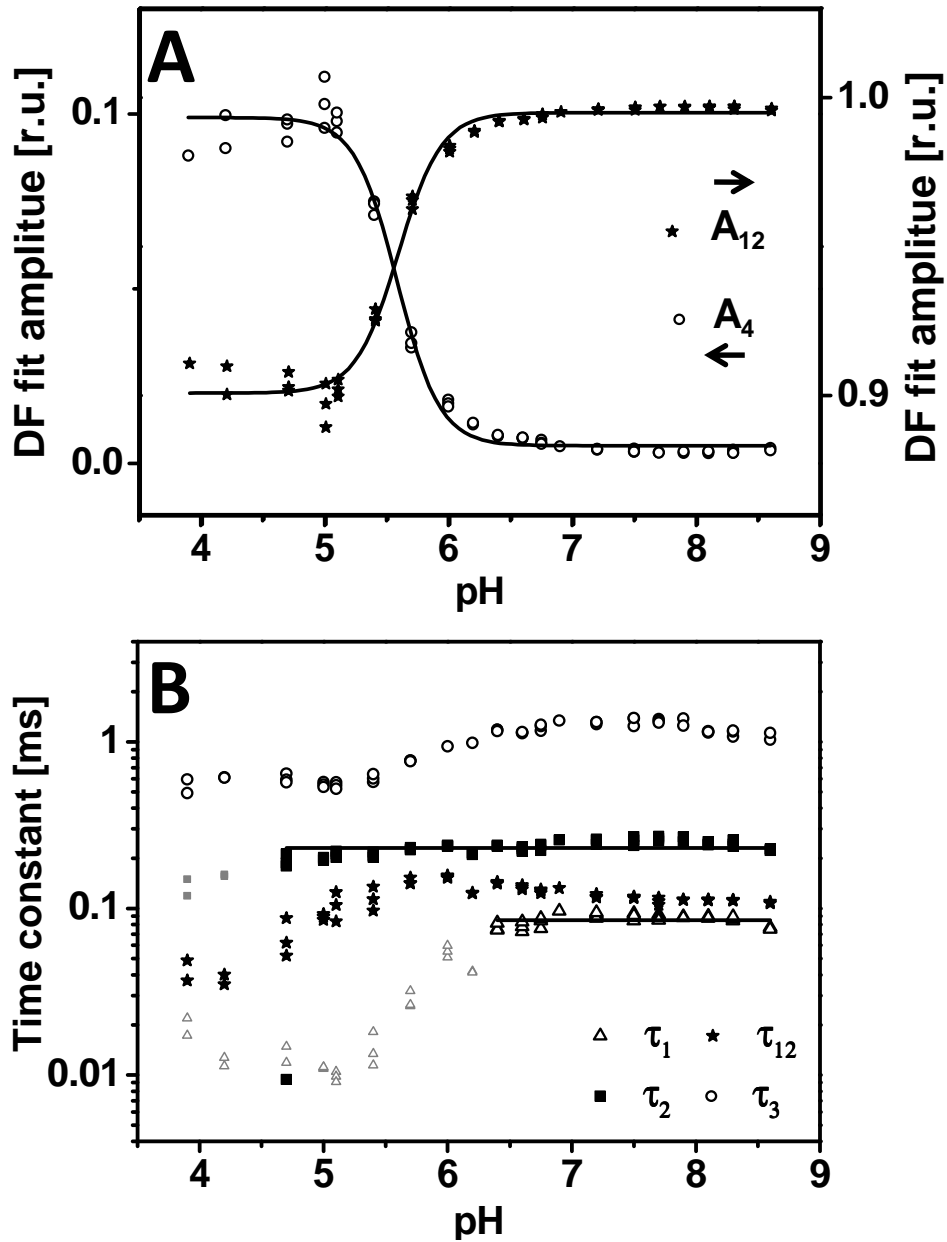 A
DF fit amplitue [r.u.]
0.1
0.0
1.0
0.9
DF fit amplitue [r.u.]
A₁₂
A₄
4 5 6 7 8 9
pH
B
Time constant [ms]
1
0.1
0.01
τ₁ τ₁₂
τ₂ τ₃
4 5 6 7 8 9
pH